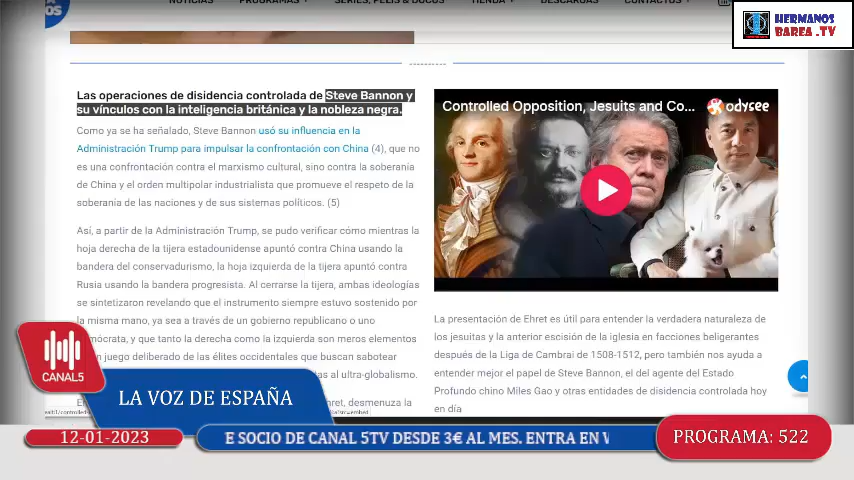 NOTICIAS PROGRAMAS SERIES, PELIS & DOCUS TIENDA DESCARGAS CONTACTOS
HERMANOS
BAREA .TV
Las operaciones de disidencia controlada de Steve Bannon y
su vínculos con la inteligencia británica y la nobleza negra.
Como ya se ha señalado, Steve Bannon usó su influencia en la
Administración Trump para impulsar la confrontación con China (4), que no
es una confrontación contra el marxismo cultural, sino contra la soberanía
de China y el orden multipolar industrialista que promueve el respeto de la
soberanía de las naciones y de sus sistemas políticos. (5)
Así, a partir de la Administración Trump, se pudo verificar cómo mientras la
hoja derecha de la tijera estadounidense apuntó contra China usando la
bandera del conservadurismo, la hoja izquierda de la tijera apuntó contra
Rusia usando la bandera progresista. Al cerrarse la tijera, ambas ideologías
se sintetizaron revelando que el instrumento siempre estuvo sostenido por
la misma mano, ya sea a través de un gobierno republicano o uno
demócrata, y que tanto la derecha como la izquierda son meros elementos
n juego deliberado de las élites occidentales que buscan sabotear
tas al ultra-globalismo.
hret, desmenuza la
Controlled Opposition, Jesuits and Co...
odysee
La presentación de Ehret es útil para entender la verdadera naturaleza de
los jesuitas y la anterior escisión de la iglesia en facciones beligerantes
después de la Liga de Cambrai de 1508-1512, pero también nos ayuda a
entender mejor el papel de Steve Bannon, el del agente del Estado
Profundo chino Miles Gao y otras entidades de disidencia controlada hoy
en día
CANAL5
LA VOZ DE ESPAÑA
12-01-2023
E SOCIO DE CANAL 5TV DESDE 3€ AL MES. ENTRA EN
PROGRAMA: 522